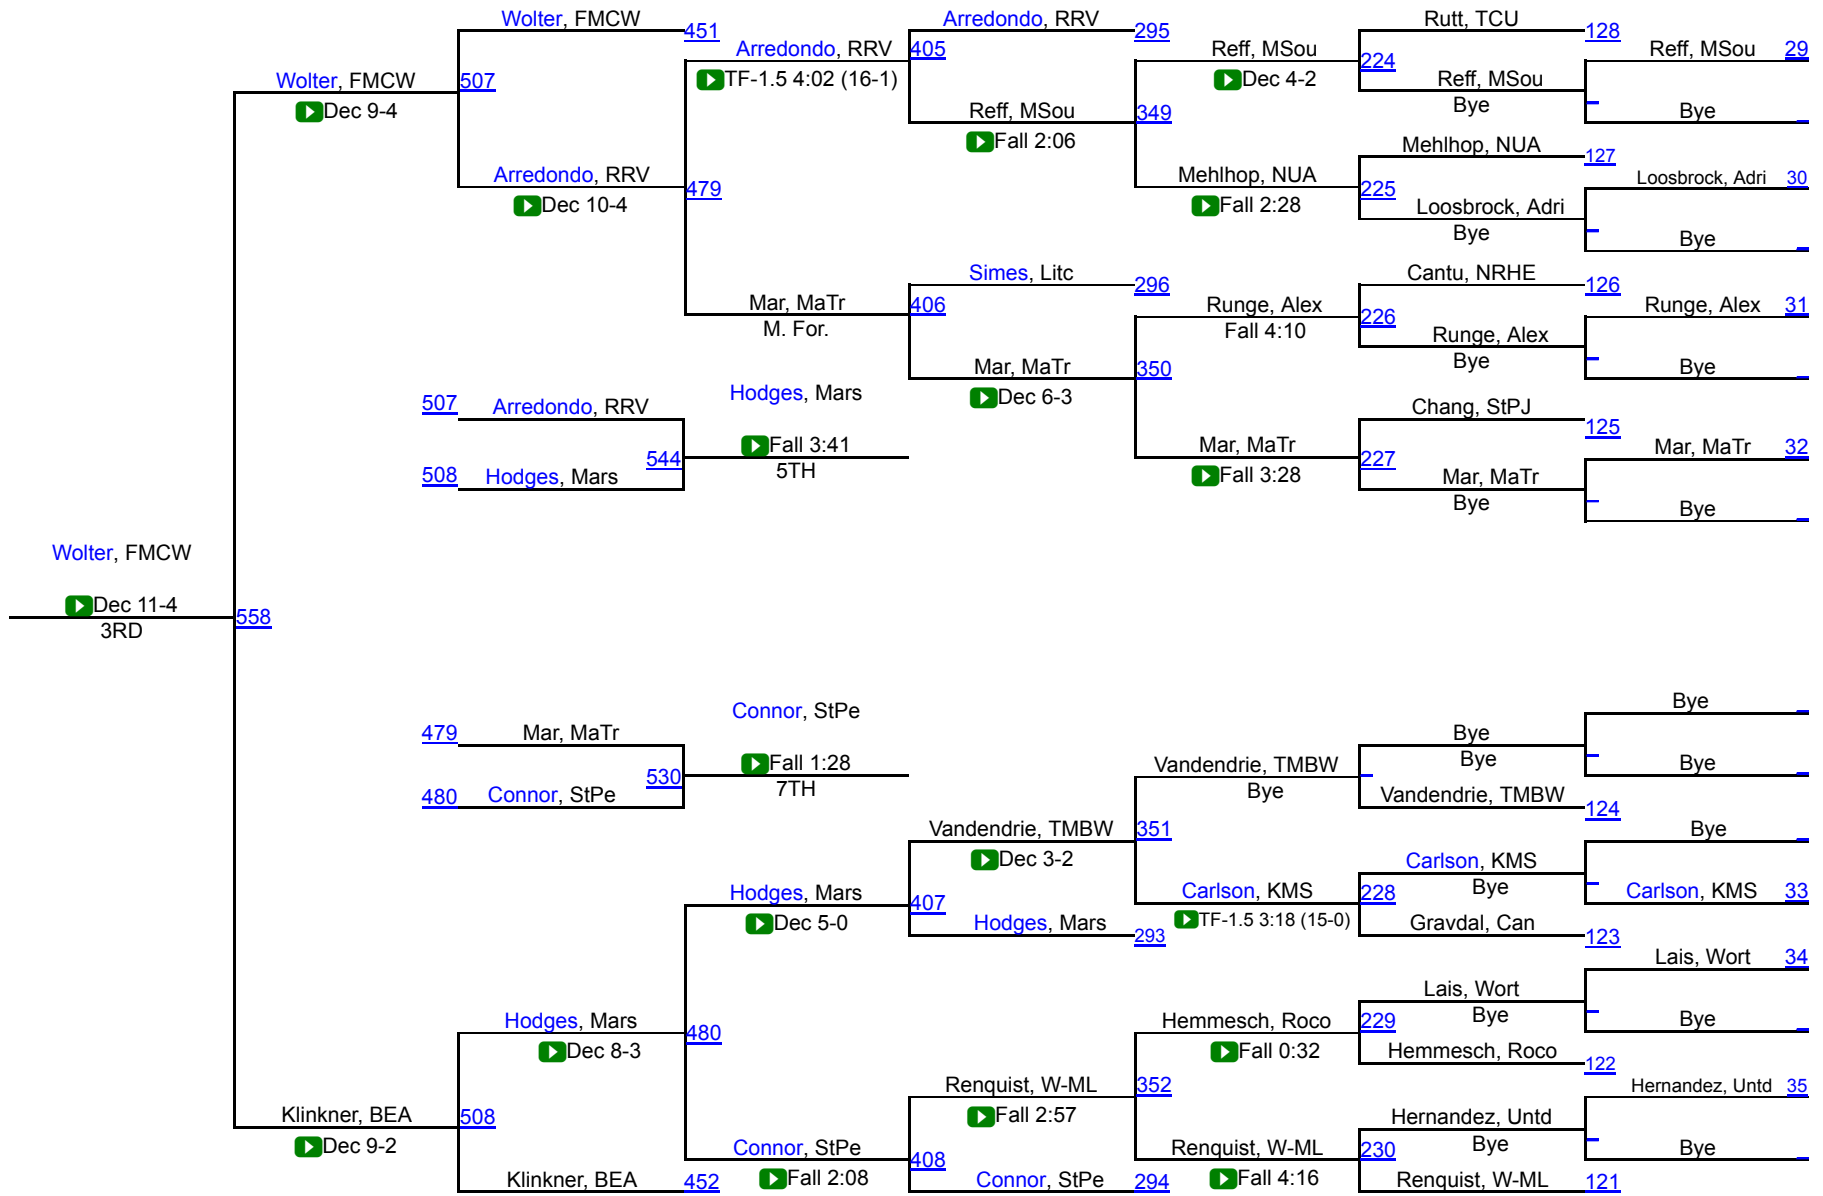 Wolter, FMCW
451
Arredondo, RRV
295
Rutt, TCU
128
Reff, MSou 29
Arredondo, RRV
405
TF-1.5 4:02 (16-1)
Reff, MSou
Dec 4-2
224
Reff, MSou
Bye
Bye
Wolter, FMCW
507
Dec 9-4
Reff, MSou
349
Fall 2:06
Mehlhop, NUA
127
Loosbrock, Adri 30
Arredondo, RRV
479
Dec 10-4
Mehlhop, NUA
225
Fall 2:28
Loosbrock, Adri
Bye
Bye
Simes, Litc
296
Cantu, NRHE
126
Runge, Alex 31
Mar, MaTr
406
M. For.
Runge, Alex
226
Fall 4:10
Runge, Alex
Bye
Bye
Mar, MaTr
350
Dec 6-3
507 Arredondo, RRV
Hodges, Mars
Fall 3:41
544
5TH
508 Hodges, Mars
Chang, StPJ
125
Mar, MaTr 32
Mar, MaTr
227
Fall 3:28
Mar, MaTr
Bye
Bye
Wolter, FMCW
Dec 11-4
558
3RD
479 Mar, MaTr
Connor, StPe
Fall 1:28
530
7TH
480 Connor, StPe
Bye
Bye
Bye
Bye
Vandendrie, TMBW
Bye
Vandendrie, TMBW
124
Vandendrie, TMBW
351
Dec 3-2
Bye
Carlson, KMS
Bye
Carlson, KMS 33
Hodges, Mars
407
Dec 5-0
Carlson, KMS
228
TF-1.5 3:18 (15-0)
Hodges, Mars
293
Gravdal, Can
123
Lais, Wort 34
Lais, Wort
Bye
Bye
Hodges, Mars
480
Dec 8-3
Hemmesch, Roco
229
Fall 0:32
Hemmesch, Roco
122
Renquist, W-ML
352
Fall 2:57
Hernandez, Untd 35
Klinkner, BEA
508
Dec 9-2
Hernandez, Untd
Bye
Bye
Connor, StPe
408
Fall 2:08
Renquist, W-ML
230
Fall 4:16
Klinkner, BEA
452
Connor, StPe
294
Renquist, W-ML
121